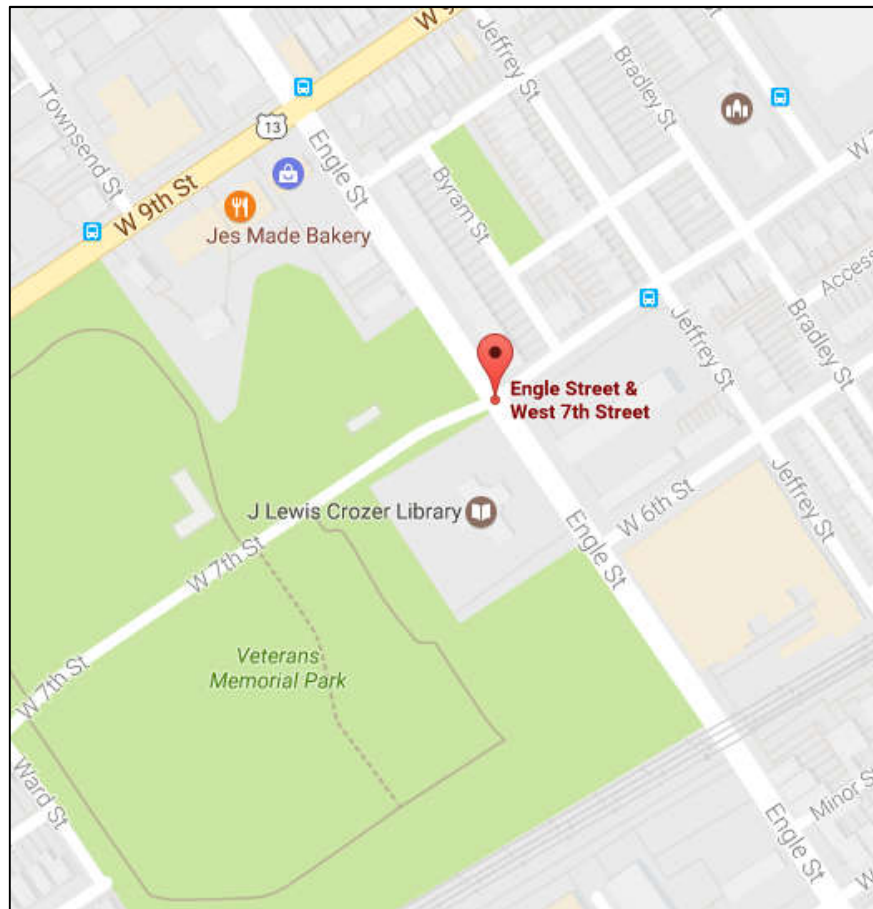 W 9
Jeffrey St
Bradley St
Townsend St
13
Engle St
W 7
W 9th St
Byram St
Jes Made Bakery
Access
Jeffrey St
Bradley St
Engle Street &
West 7th Street
J Lewis Crozer Library
W 6th St
Jeffrey St
Engle St
W 7th St
Veterans
Memorial Park
W 7th St
Ward St
Minor S
Engle St
W